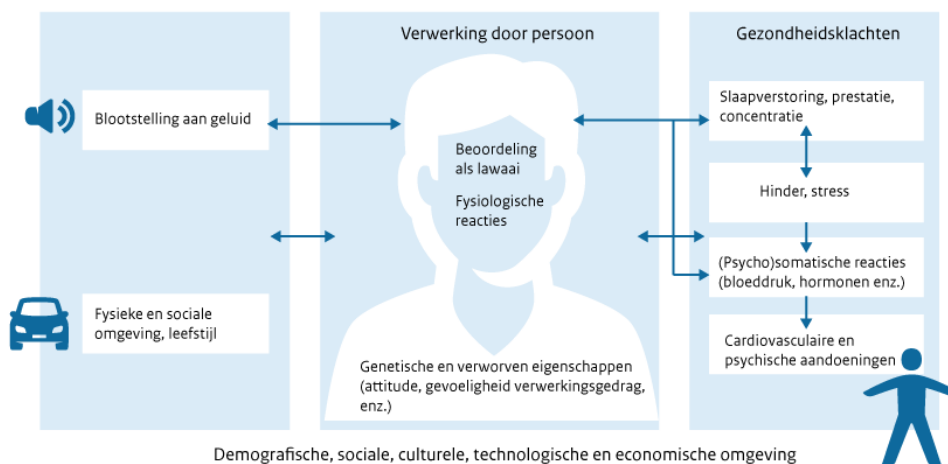 Verwerking door persoon
Gezondheidsklachten
Blootstelling aan geluid
Fysieke en sociale
omgeving, leefstijl
Beoordeling
als lawaai
Fysiologische
reacties
Genetische en verworven eigenschappen
(attitude, gevoeligheid verwerkingsgedrag,
enz.)
Slaapverstoring, prestatie,
concentratie
Hinder, stress
(Psycho)somatische reacties
(bloeddruk, hormonen enz.)
Cardiovasculaire en
psychische aandoeningen
Demografische, sociale, culturele, technologische en economische omgeving